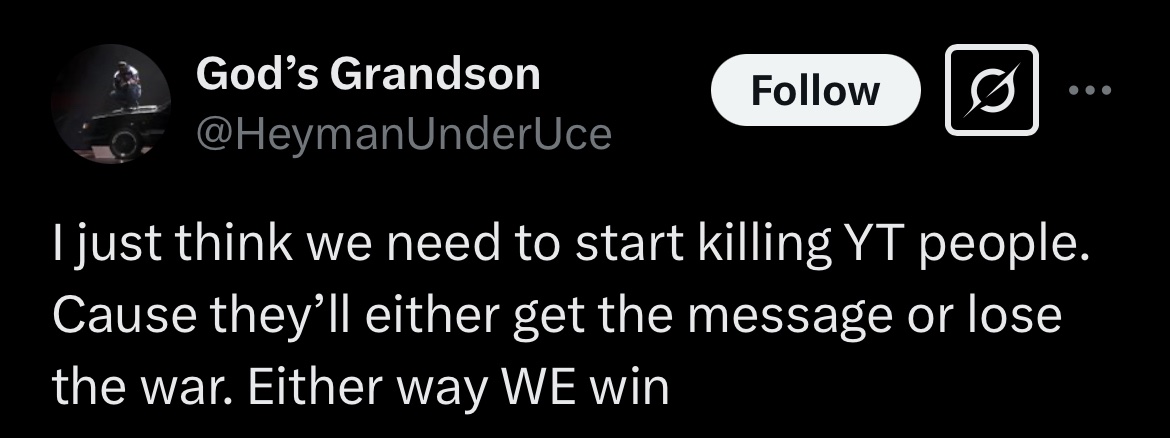 God’s Grandson
Follow
@HeymanUnderUce
I just think we need to start killing YT people.
Cause they’ll either get the message or lose
the war. Either way WE win